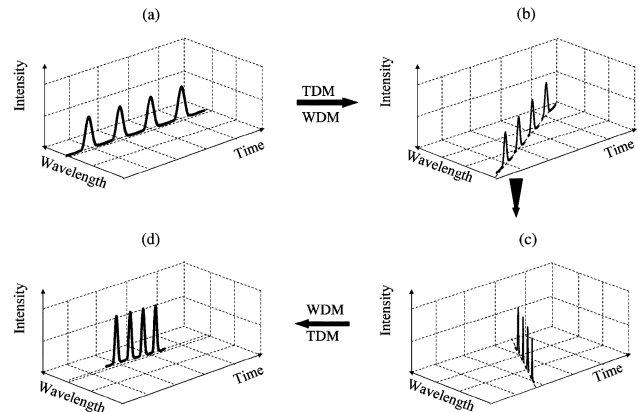 (a)
(b)
Intensity
Wavelength
Time
TDM
WDM
Intensity
Wavelength
Time
(d)
(c)
Intensity
Wavelength
Time
WDM
TDM
Intensity
Wavelength
Time